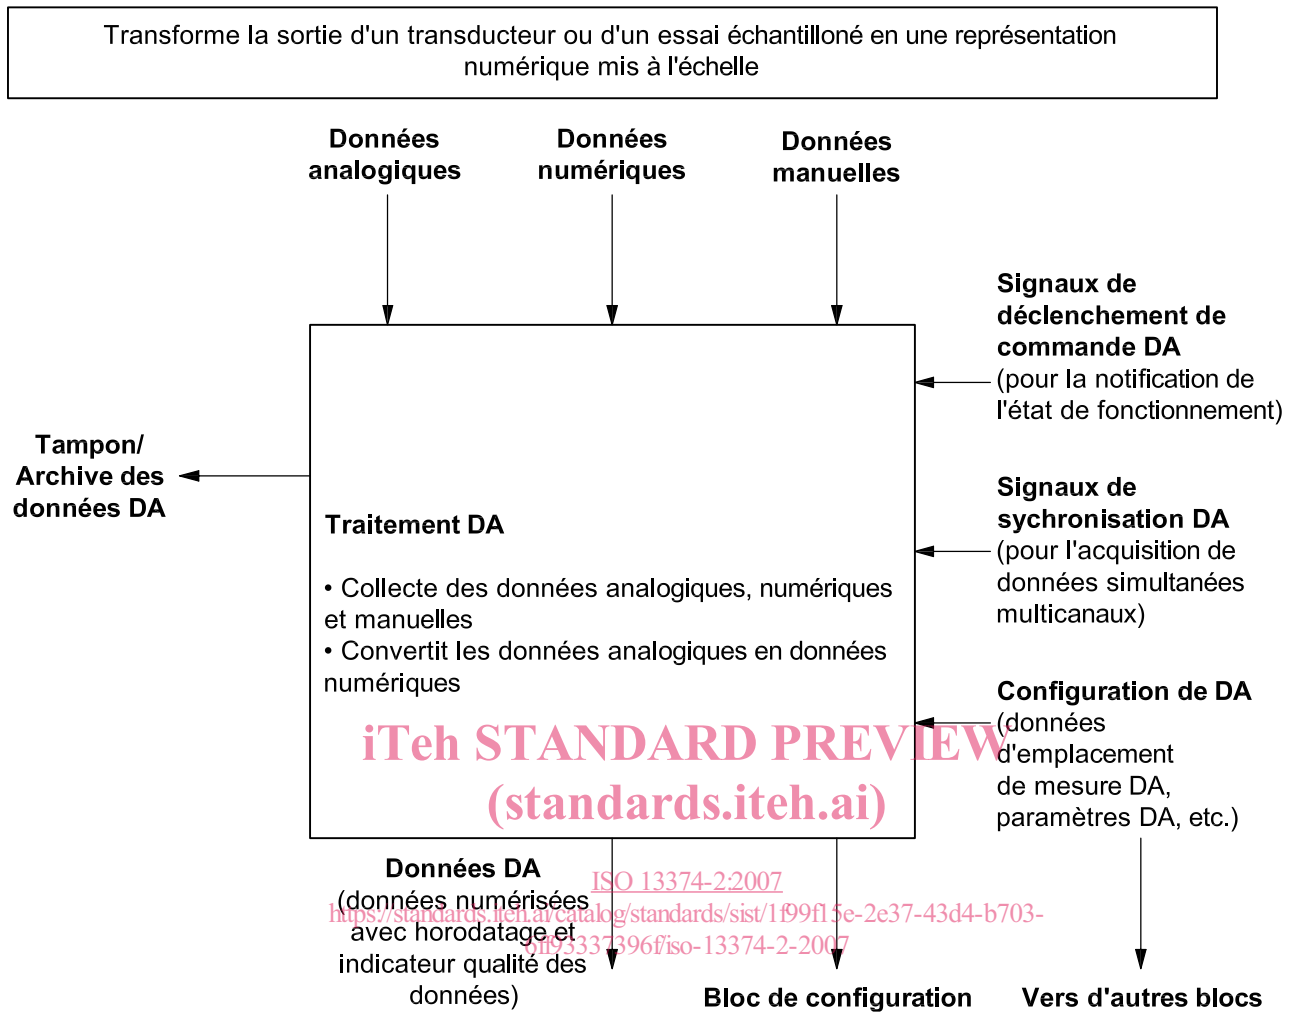 Transforme la sortie d'un transducteur ou d'un essai échantilloné en une représentation
numérique mis à l'échelle
Données
analogiques
Données
numériques
Données
manuelles
Signaux de
déclenchement de
commande DA
(pour la notification de
l'état de fonctionnement)
Tampon/
Archive des
données DA
Signaux de
sychronisation DA
(pour l'acquisition de
données simultanées
multicanaux)
Traitement DA
• Collecte des données analogiques, numériques
et manuelles
• Convertit les données analogiques en données
numériques
Configuration de DA
(données
d'emplacement
de mesure DA,
paramètres DA, etc.)
iTeh STANDARD PREVIEW
(standards.iteh.ai)
Données DA
(données numérisées
avec horodatage et
indicateur qualité des
données)
ISO 13374-2:2007
https://standards.iteh.ai/catalog/standards/sist/1f99f15e-2e37-43d4-b703-
6ff93337396f/iso-13374-2-2007
Bloc de configuration
Vers d'autres blocs